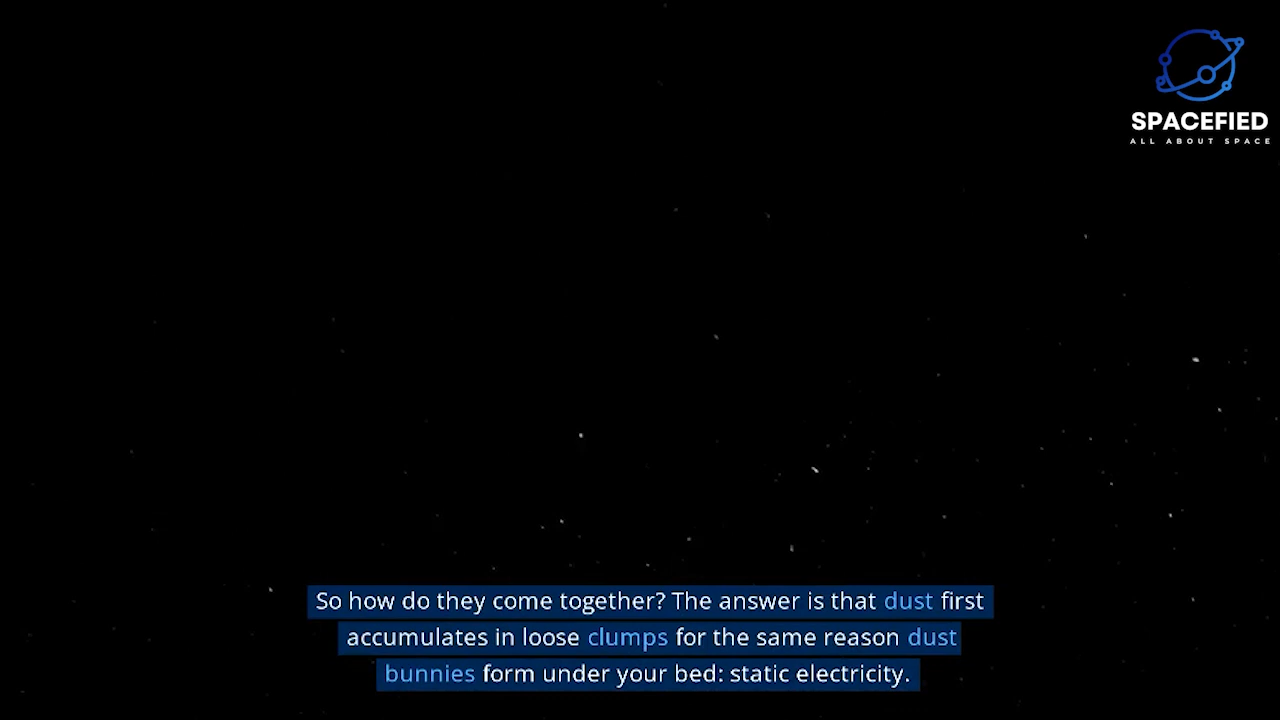 SPACEFIED
ALL ABOUT SPACE
So how do they come together? The answer is that dust first
accumulates in loose clumps for the same reason dust
bunnies form under your bed: static electricity.